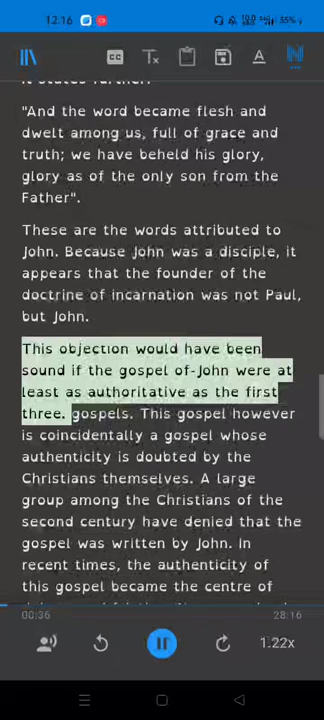 12.16
55%
it states further:
"And the word became flesh and
dwelt among us, full of grace and
truth; we have beheld his glory,
glory as of the only son from the
Father".
These are the words attributed to
John. Because John was a disciple, it
appears that the founder of the
doctrine of incarnation was not Paul,
but John.
This objection would have been
sound if the gospel of-John were at
least as authoritative as the first
three. gospels. This gospel however
is coincidentally a gospel whose
authenticity is doubted by the
Christians themselves. A large
group among the Christians of the
second century have denied that the
gospel was written by John. In
recent times, the authenticity of
this gospel became the centre of
00:36
28:16
1.22x